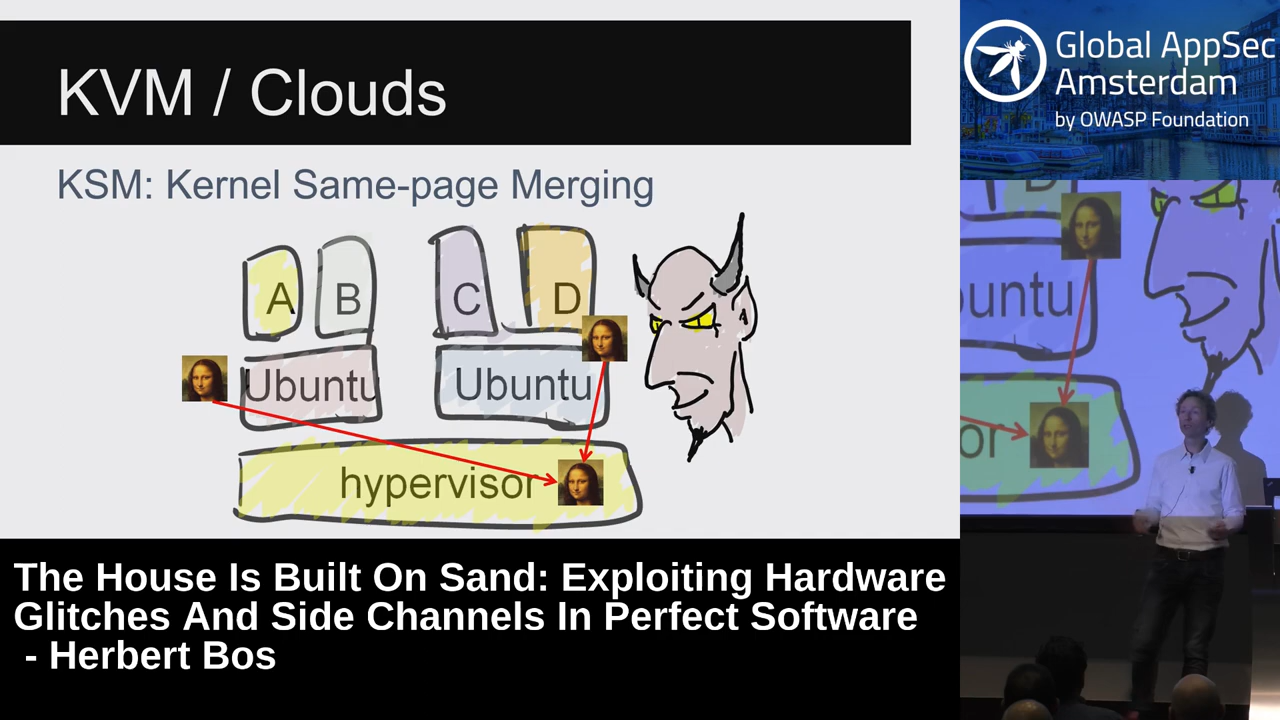 KVM / Clouds
KSM: Kernel Same-page Merging
A B C D
Ubuntu Ubuntu
hypervisor
Global AppSec
Amsterdam
by OWASP Foundation
D
buntu
or
The House Is Built On Sand: Exploiting Hardware
Glitches And Side Channels In Perfect Software
- Herbert Bos